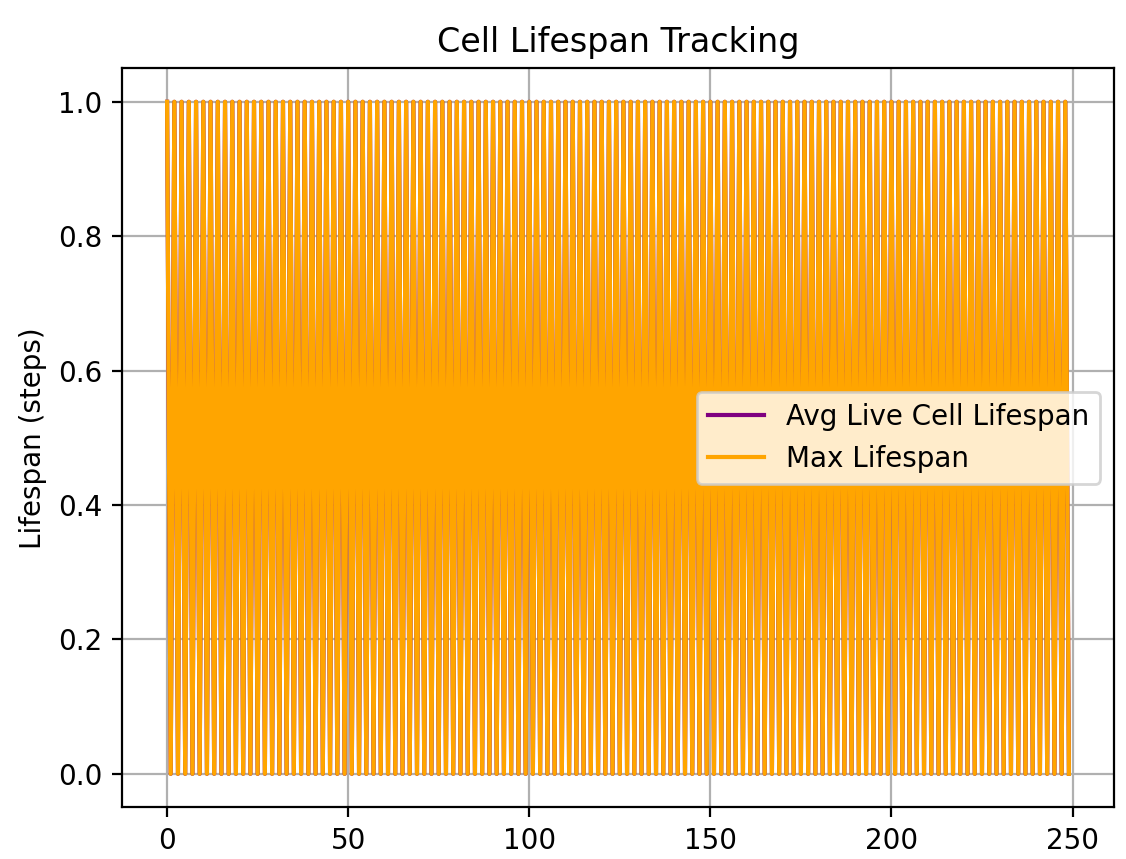 Cell Lifespan Tracking
Lifespan (steps)
1.0
0.8
0.6
0.4
0.2
0.0
Avg Live Cell Lifespan
Max Lifespan
0 50 100 150 200 250